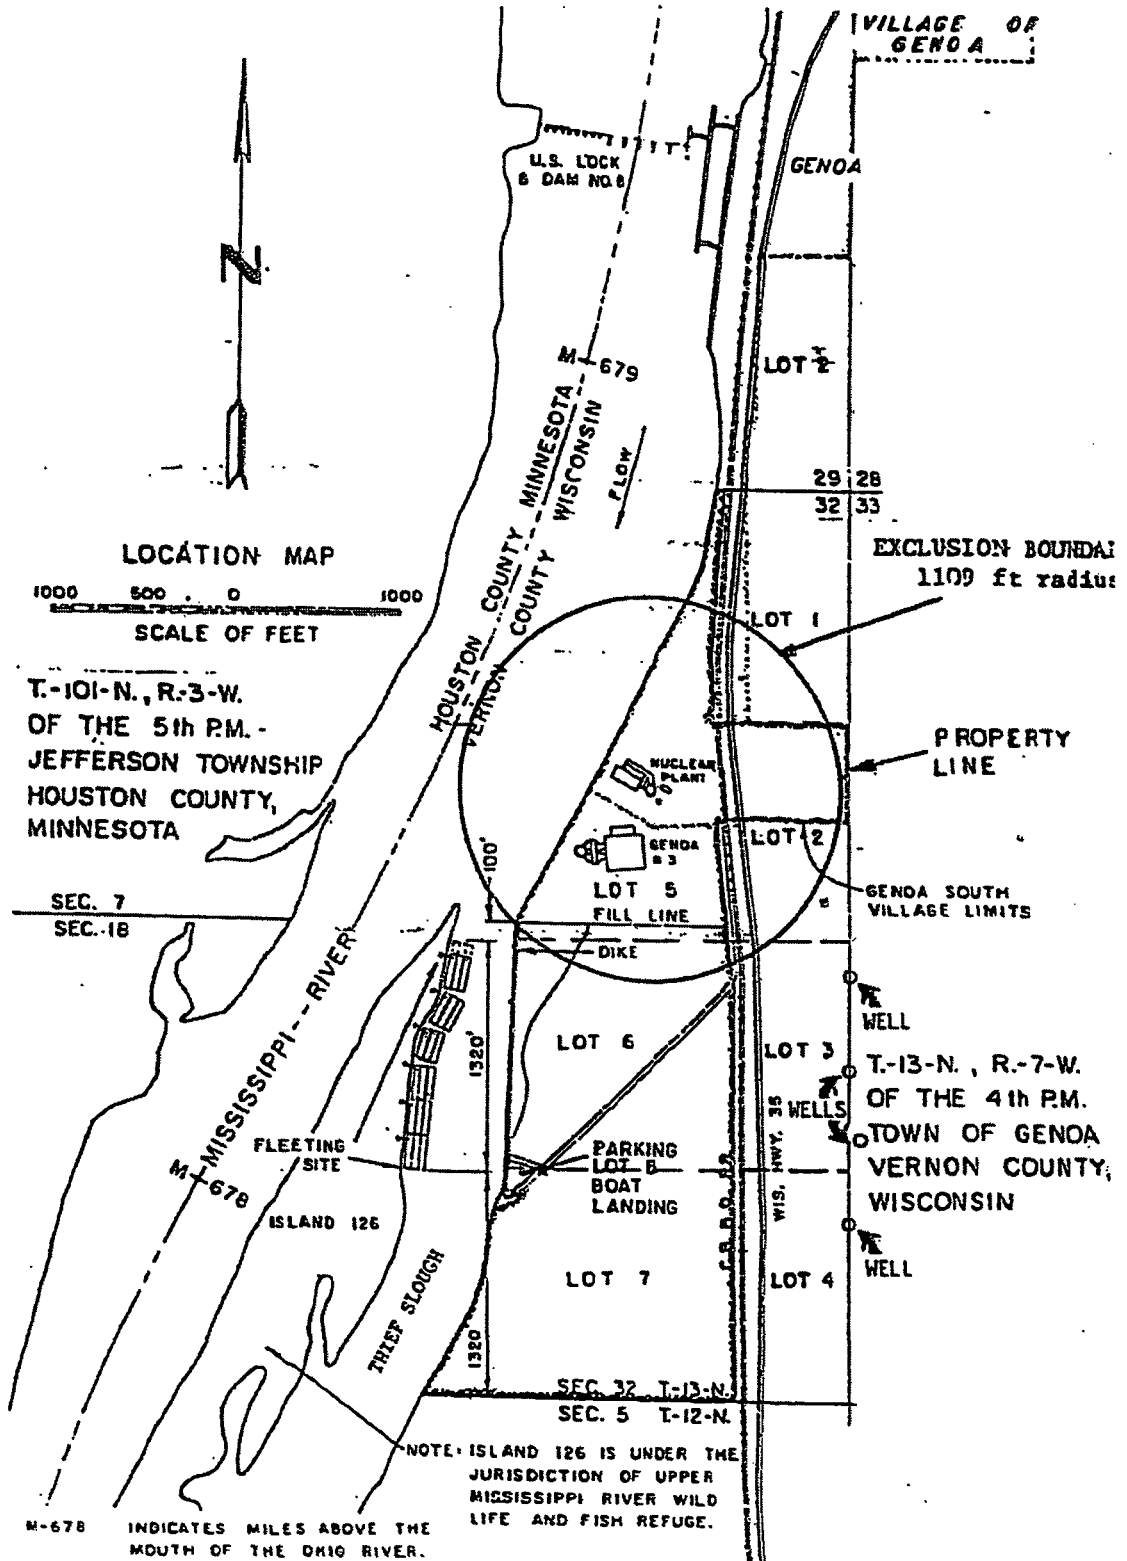 VILLAGE OF
GENOA
U.S. LOCK
& DAM NO. 8
GENOA
N
M 679
LOT 2
HOUSTON COUNTY MINNESOTA
VERNON COUNTY WISCONSIN
FLOW
29 28
32 33
LOCATION MAP
1000 500 0 1000
SCALE OF FEET
EXCLUSION BOUNDAI
1109 ft radius
LOT 1
T.-101-N., R.-3-W.
OF THE 5th P.M. -
JEFFERSON TOWNSHIP
HOUSTON COUNTY,
MINNESOTA
PROPERTY
LINE
NUCLEAR
PLANT
LOT 2
GENOA
#3
100'
LOT 5
FILL LINE
GENOA SOUTH
VILLAGE LIMITS
SEC. 7
SEC. 18
DIKE
MISSISSIPPI -- RIVER
WELL
LOT 6
1320'
LOT 3
T.-13-N., R.-7-W.
OF THE 4th P.M.
TOWN OF GENOA
VERNON COUNTY,
WISCONSIN
WELLS
WIS. HWY. 35
FLEETING
SITE
PARKING
LOT &
BOAT
LANDING
M 678
ISLAND 126
WELL
LOT 7
LOT 4
THIEF SLOUGH
1320'
SEC. 32 T.-13-N.
SEC. 5 T.-12-N.
NOTE: ISLAND 126 IS UNDER THE
JURISDICTION OF UPPER
MISSISSIPPI RIVER WILD
LIFE AND FISH REFUGE.
M-678 INDICATES MILES ABOVE THE
MOUTH OF THE OHIO RIVER.